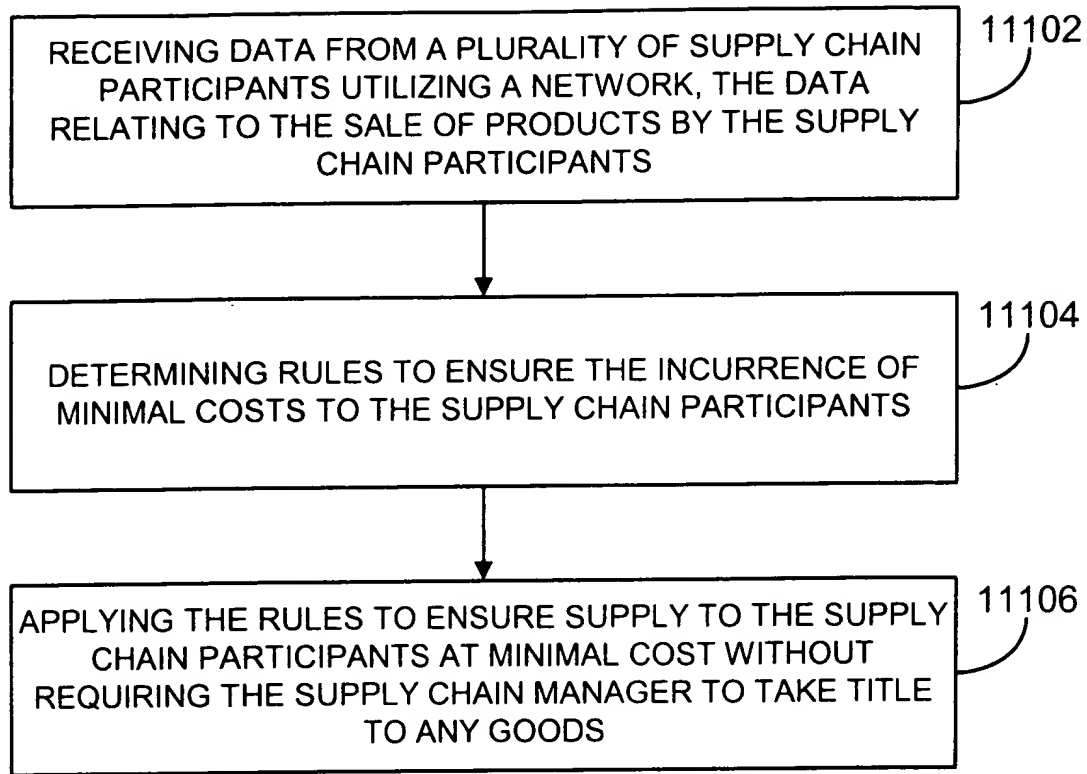 RECEIVING DATA FROM A PLURALITY OF SUPPLY CHAIN
PARTICIPANTS UTILIZING A NETWORK, THE DATA
RELATING TO THE SALE OF PRODUCTS BY THE SUPPLY
CHAIN PARTICIPANTS
11102
DETERMINING RULES TO ENSURE THE INCURRENCE OF
MINIMAL COSTS TO THE SUPPLY CHAIN PARTICIPANTS
11104
APPLYING THE RULES TO ENSURE SUPPLY TO THE SUPPLY
CHAIN PARTICIPANTS AT MINIMAL COST WITHOUT
REQUIRING THE SUPPLY CHAIN MANAGER TO TAKE TITLE
TO ANY GOODS
11106